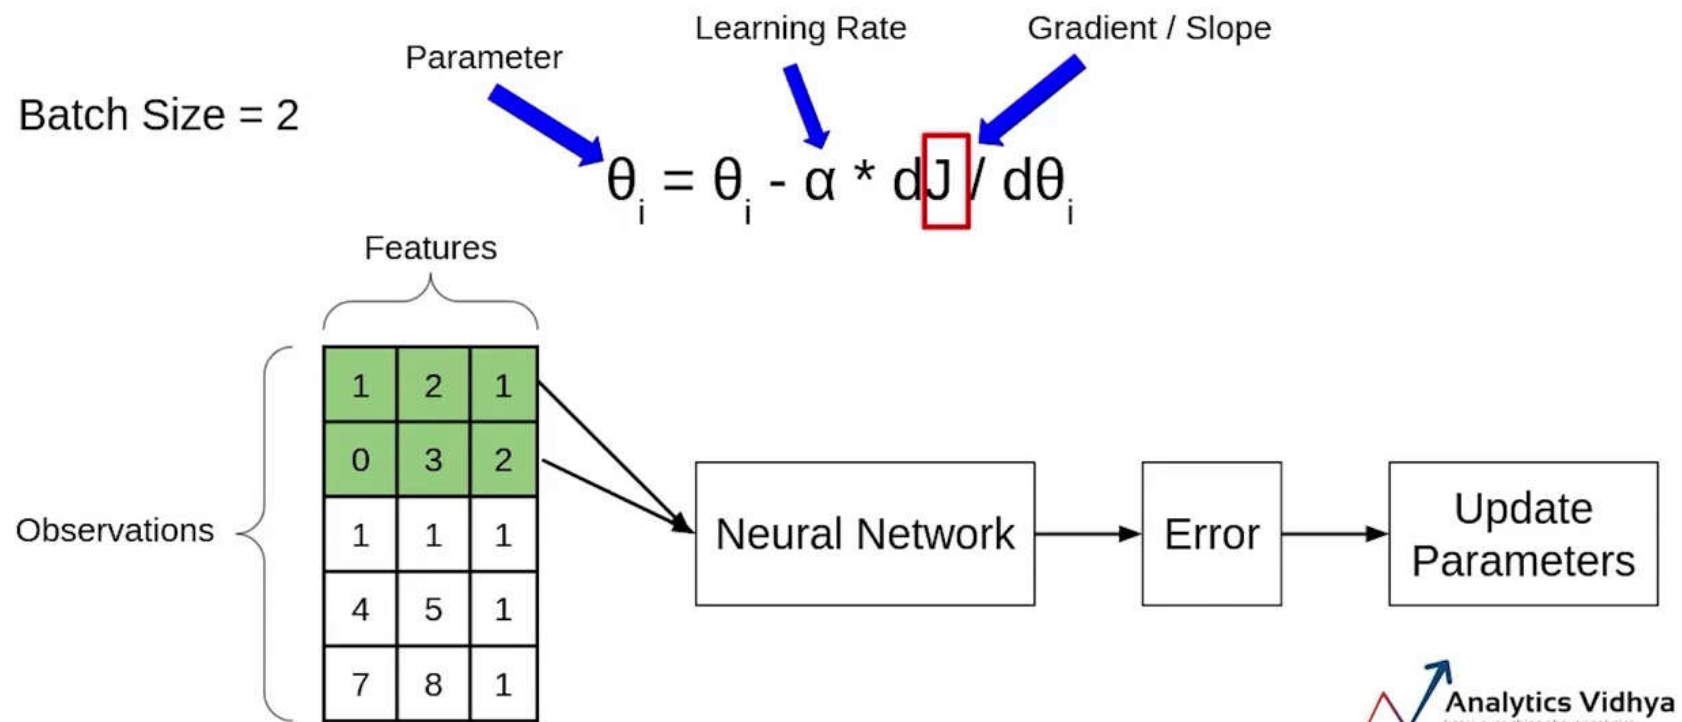 Learning Rate
Gradient / Slope
Parameter
Batch Size = 2
θi = θi - α * dJ / dθi
Features
1 2 1
0 3 2
1 1 1
4 5 1
7 8 1
Observations
Neural Network
Error
Update
Parameters
Analytics Vidhya